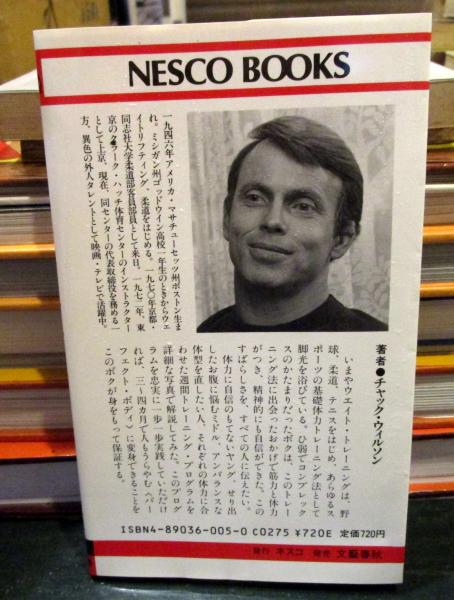 NESCO BOOKS
一九四六年アメリカ・マサチューセッツ州ボストン生ま
れ。ミシガン州ゴッドウイン高校一年生のときからウェ
イトリフティング、柔道をはじめる。一九七〇年京都・
同志社大学柔道部客員部員として来日。一九七二年、東
京のクラーク・ハッチ体育センターのインストラクター
として上京。現在、同センターの代表取締役を務める一
方、異色の外人タレントとして映画・テレビで活躍中。
著者●チャック・ウイルソン
いまやウエイト・トレーニングは、野
球、柔道、テニスをはじめ、あらゆるス
ポーツの基礎体力トレーニング法として
脚光を浴びている。ひ弱でコンプレック
スのかたまりだったボクは、このトレー
ニング法に出会ったおかげで筋力と体力
がつき、精神的にも自信ができた。この
すばらしさを、すべての人に伝えたい。
体力に自信のもてないヤング、せり出
したお腹に悩むミドル、アンバランスな
体型を直したい人、それぞれの体力に合
わせた週間トレーニング・プログラムを
詳細な写真で解説してみた。このプログ
ラムを忠実に一歩一歩実践していただけ
れば、三~四カ月で人もうらやむ〈パー
フェクト・ボディ〉に変身できることを
このボクが身をもって保証する。
ISBN4-89036-005-0 C0275 ¥720E 定価720円
発行 ネスコ 発売 文藝春秋